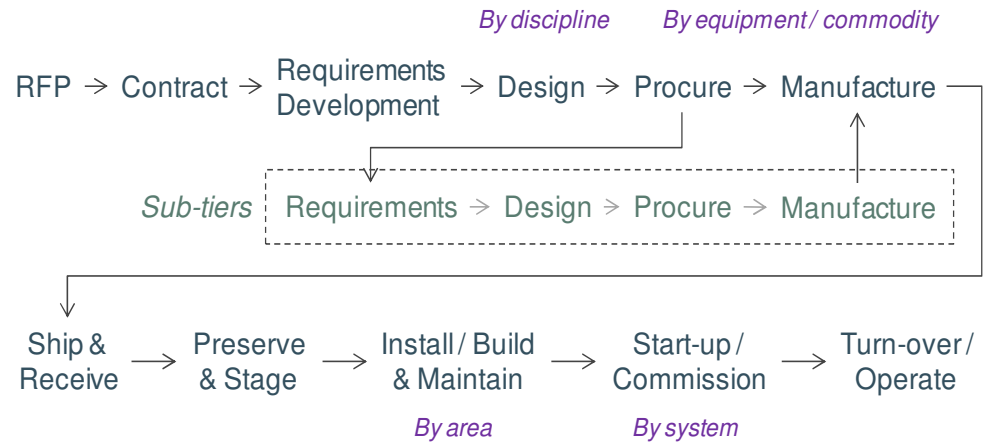 By discipline
By equipment / commodity
RFP
Contract
Requirements
Development
Design
Procure
Manufacture
Sub-tiers
Requirements
Design
Procure
Manufacture
Ship &
Receive
Preserve
& Stage
Install / Build
& Maintain
Start-up /
Commission
Turn-over /
Operate
By area
By system